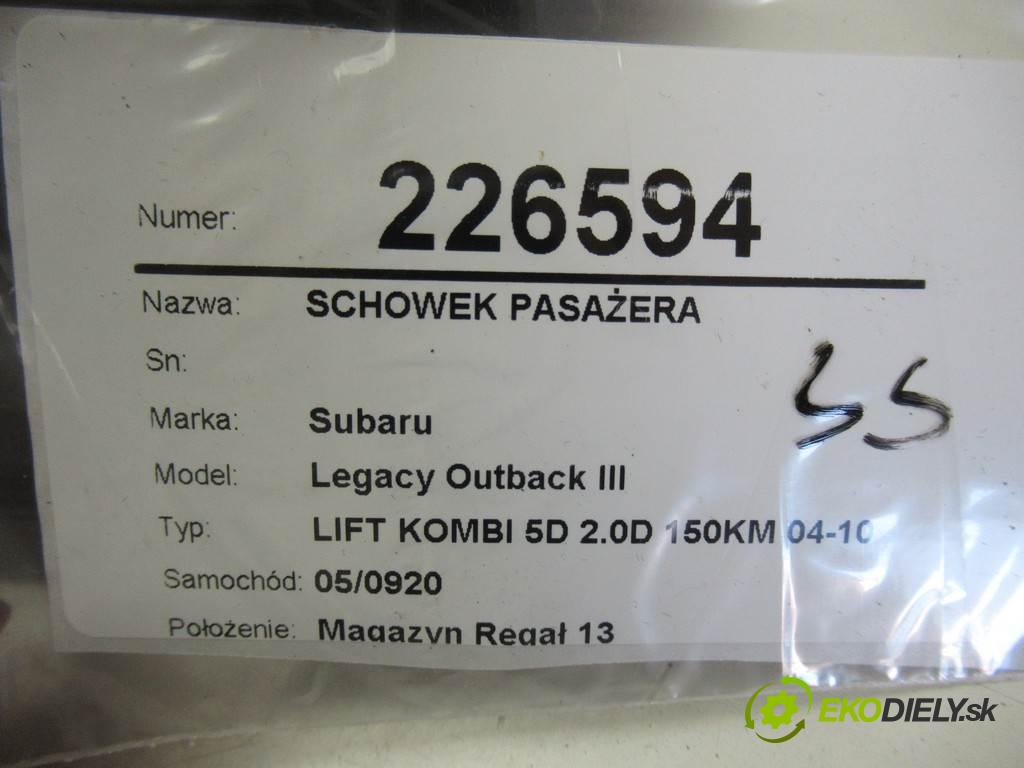 Numer: 226594
Nazwa: SCHOWEK PASAŻERA
Sn:
Marka: Subaru
Model: Legacy Outback III
Typ: LIFT KOMBI 5D 2.0D 150KM 04-10
Samochód: 05/0920
Położenie: Magazyn Regał 13
EKODIELY.sk